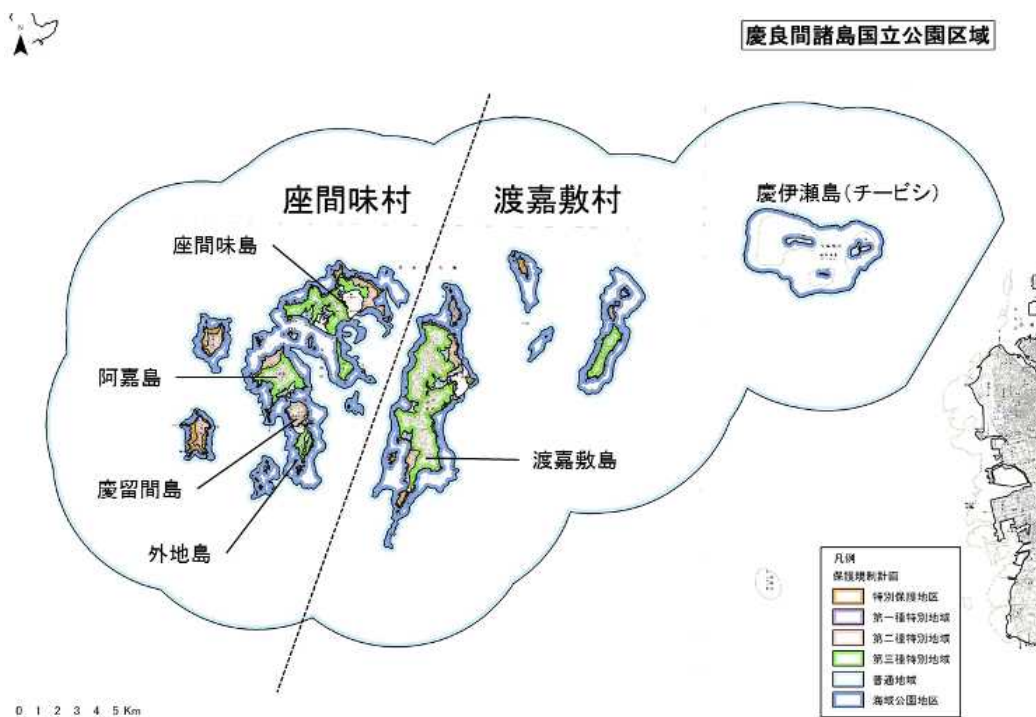 N
慶良間諸島国立公園区域
座間味村
渡嘉敷村
慶伊瀬島(チービシ)
座間味島
阿嘉島
慶留間島
外地島
渡嘉敷島
凡例
保護規制計画
特別保護地区
第一種特別地域
第二種特別地域
第三種特別地域
普通地域
海域公園地区
0 1 2 3 4 5 Km